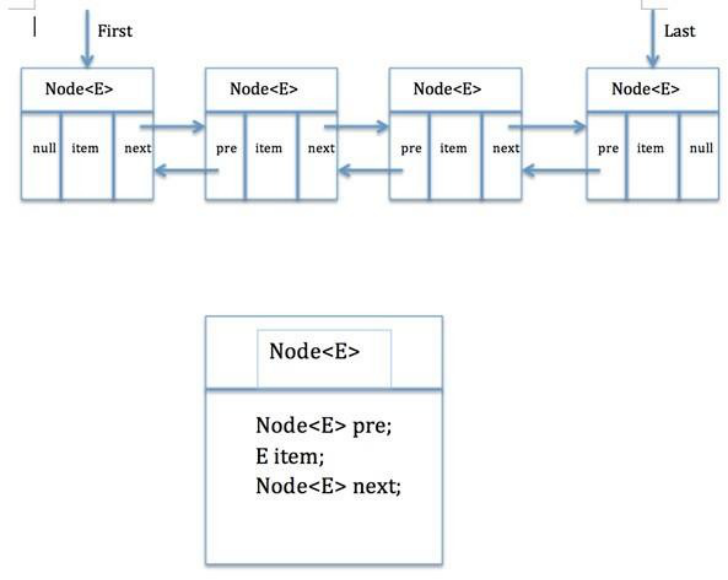 First
Last
Node<E>
Node<E>
Node<E>
Node<E>
null item next
pre item next
pre item next
pre item null
Node<E>
Node<E> pre;
E item;
Node<E> next;